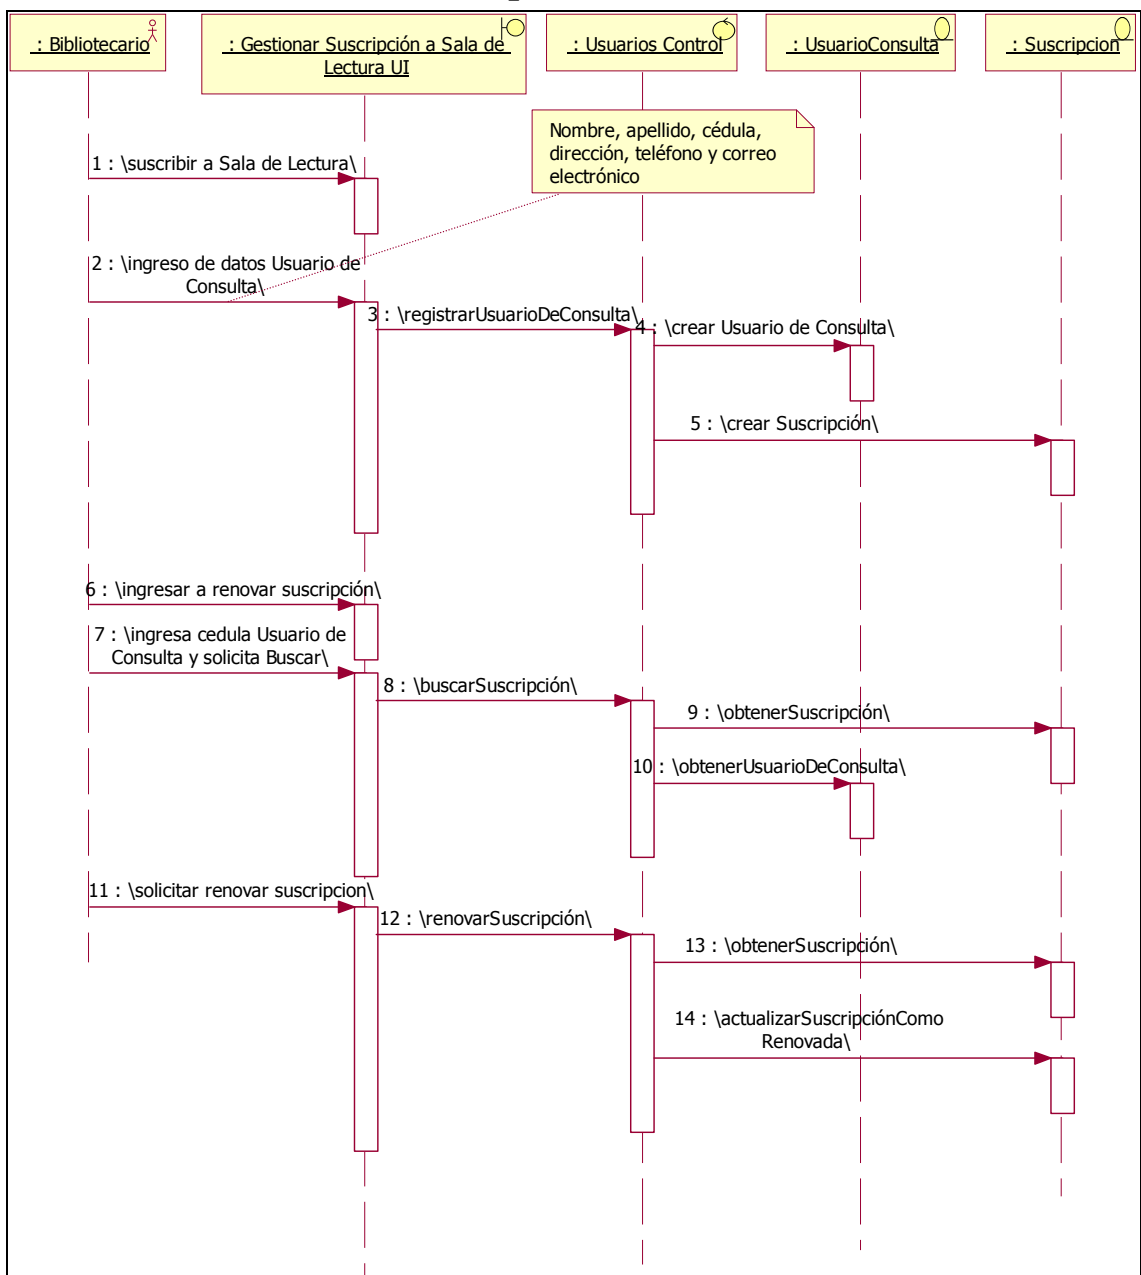 : Bibliotecario
: Gestionar Suscripción a Sala de
Lectura UI
: Usuarios Control
: UsuarioConsulta
: Suscripcion
Nombre, apellido, cédula,
dirección, teléfono y correo
electrónico
1 : \suscribir a Sala de Lectura\
2 : \ingreso de datos Usuario de
Consulta\
3 : \registrarUsuarioDeConsulta\
4 : \crear Usuario de Consulta\
5 : \crear Suscripción\
6 : \ingresar a renovar suscripción\
7 : \ingresa cedula Usuario de
Consulta y solicita Buscar\
8 : \buscarSuscripción\
9 : \obtenerSuscripción\
10 : \obtenerUsuarioDeConsulta\
11 : \solicitar renovar suscripcion\
12 : \renovarSuscripción\
13 : \obtenerSuscripción\
14 : \actualizarSuscripciónComo
Renovada\